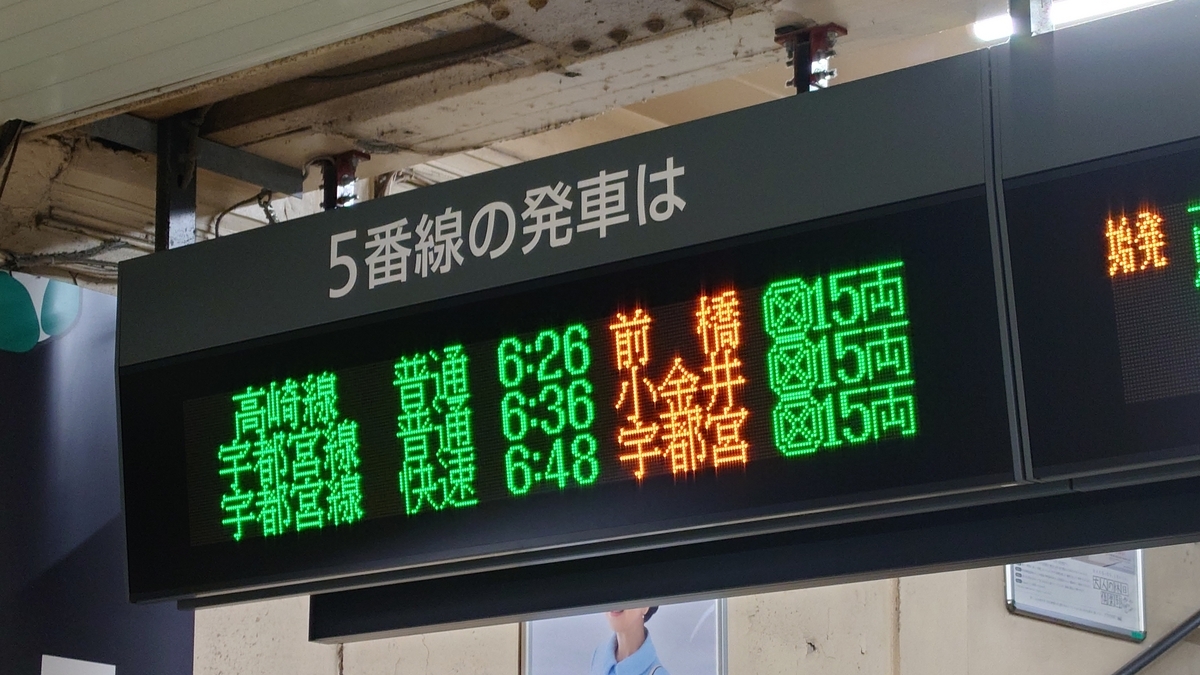 5番線の発車は
高崎線 普通 6:26 前橋 15両
宇都宮線 普通 6:36 小金井 15両
宇都宮線 快速 6:48 宇都宮 15両
始発